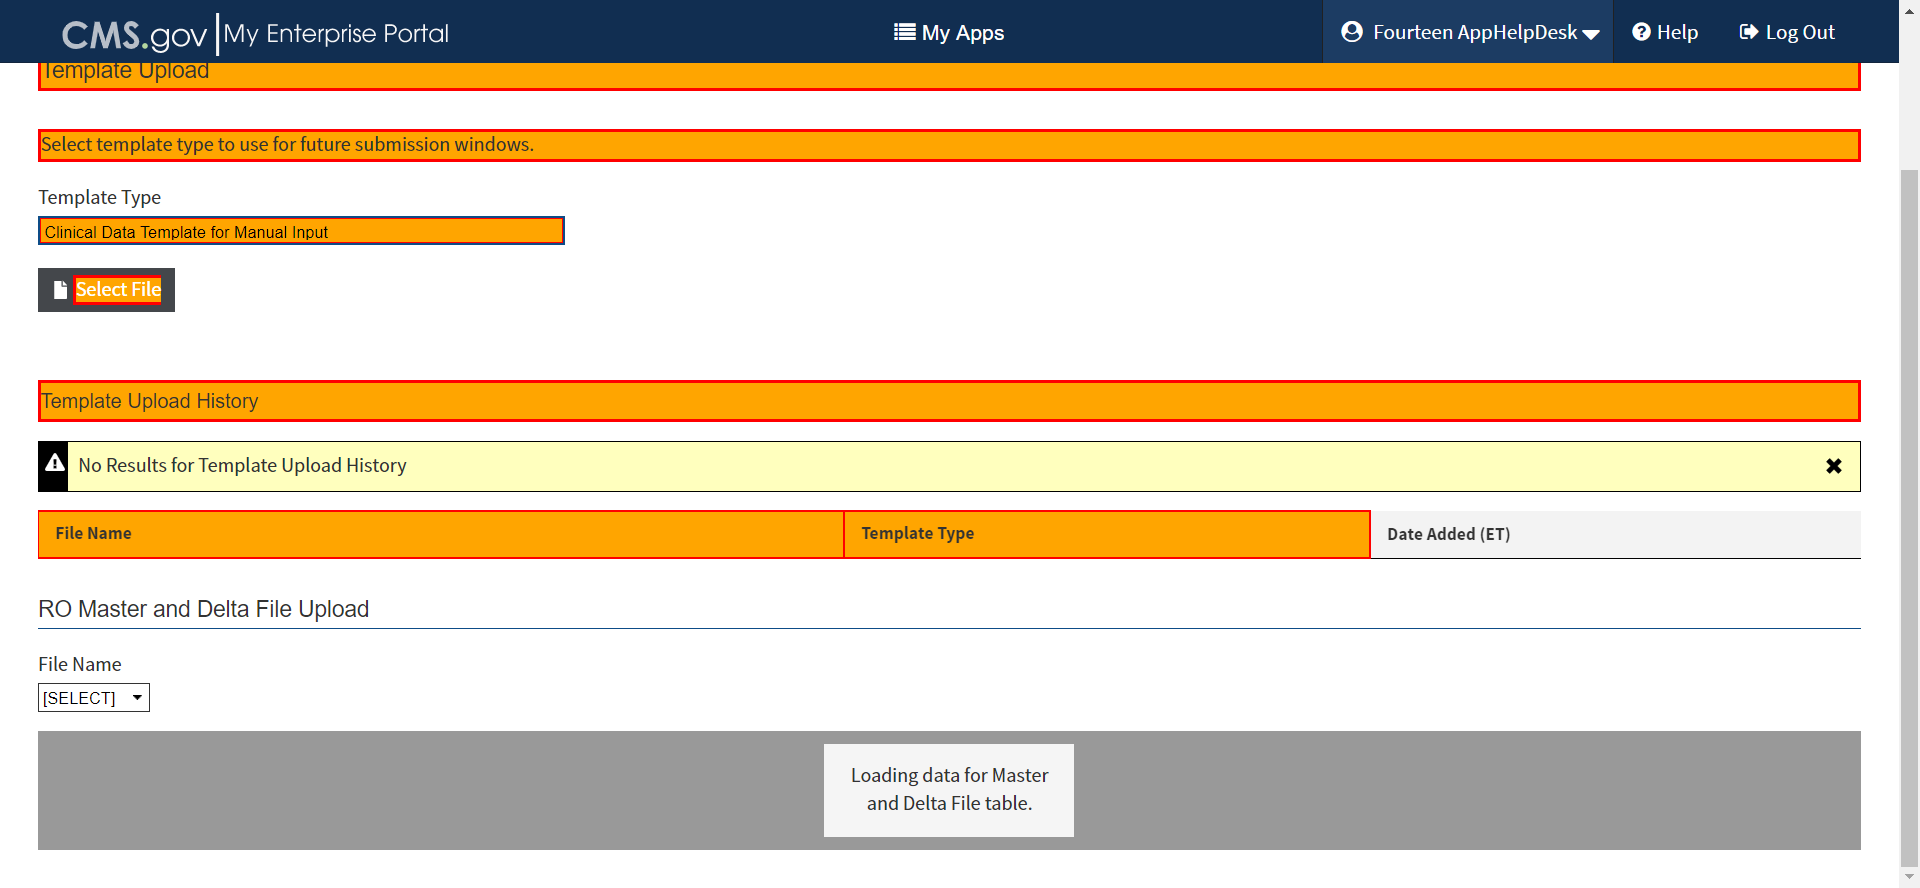 CMS.gov My Enterprise Portal
My Apps
Fourteen AppHelpDesk
Help
Log Out
Template Upload
Select template type to use for future submission windows.
Template Type
Clinical Data Template for Manual Input
Select File
Template Upload History
No Results for Template Upload History
File Name Template Type Date Added (ET)
RO Master and Delta File Upload
File Name
[SELECT]
Loading data for Master
and Delta File table.